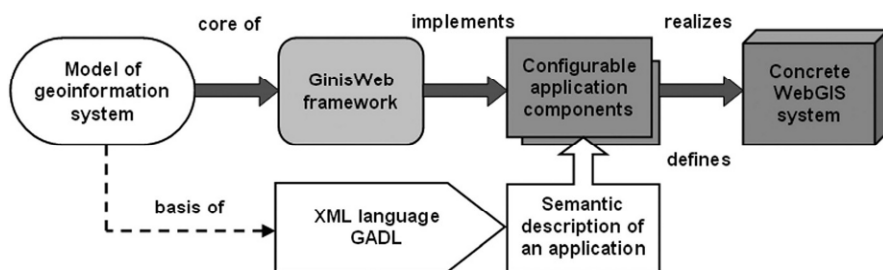 core of
implements
realizes
Model of
geoinformation
system
GinisWeb
framework
Configurable
application
components
Concrete
WebGIS
system
defines
basis of
XML language
GADL
Semantic
description of
an application